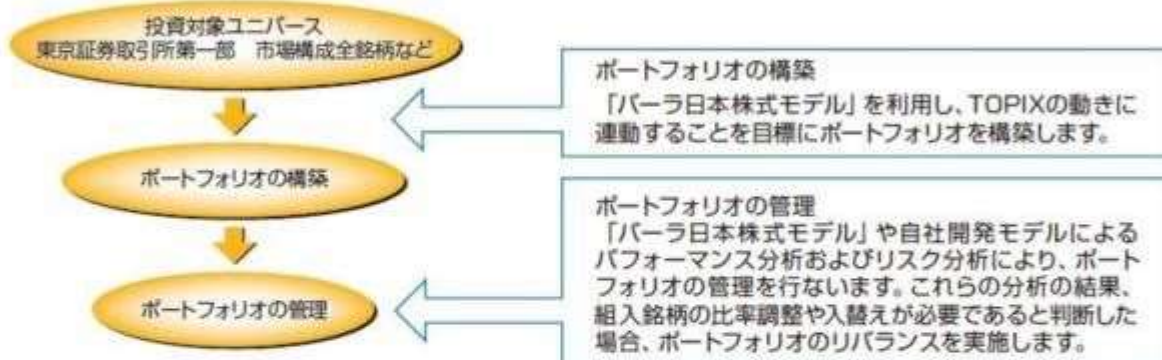 投資対象ユニバース
東京証券取引所第一部　市場構成全銘柄など
ポートフォリオの構築
「バーラ日本株式モデル」を利用し、TOPIXの動きに
連動することを目標にポートフォリオを構築します。
ポートフォリオの構築
ポートフォリオの管理
「バーラ日本株式モデル」や自社開発モデルによる
パフォーマンス分析およびリスク分析により、ポート
フォリオの管理を行ないます。これらの分析の結果、
組入銘柄の比率調整や入替えが必要であると判断した
場合、ポートフォリオのリバランスを実施します。
ポートフォリオの管理